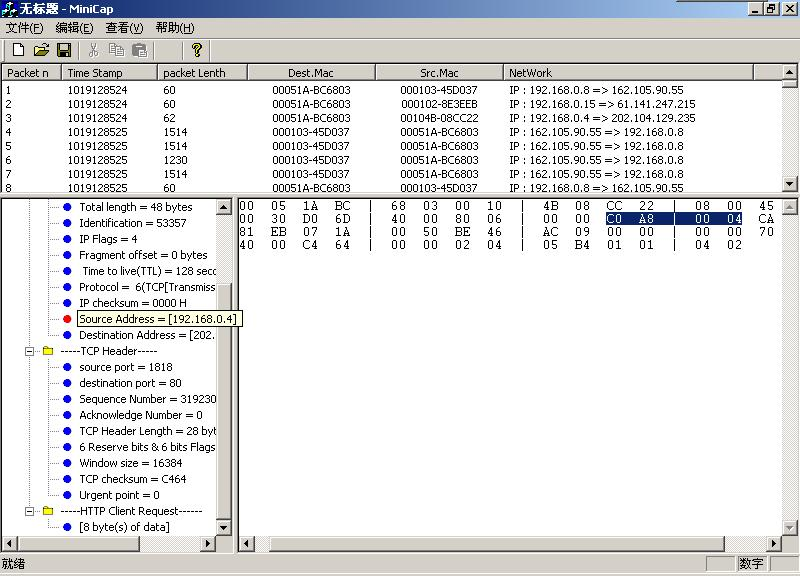 无标题 - MiniCap
文件(F) 编辑(E) 查看(V) 帮助(H)
Packet n Time Stamp packet Lenth Dest.Mac Src.Mac NetWork
1 1019128524 60 00051A-BC6803 000103-45D037 IP : 192.168.0.8 => 162.105.90.55
2 1019128524 60 00051A-BC6803 000102-8E3EEB IP : 192.168.0.15 => 61.141.247.215
3 1019128524 62 00051A-BC6803 00104B-08CC22 IP : 192.168.0.4 => 202.104.129.235
4 1019128524 1514 000103-45D037 00051A-BC6803 IP : 162.105.90.55 => 192.168.0.8
5 1019128524 1514 000103-45D037 00051A-BC6803 IP : 162.105.90.55 => 192.168.0.8
6 1019128524 1230 000103-45D037 00051A-BC6803 IP : 162.105.90.55 => 192.168.0.8
7 1019128524 1514 000103-45D037 00051A-BC6803 IP : 162.105.90.55 => 192.168.0.8
8 1019128524 60 00051A-BC6803 000103-45D037 IP : 192.168.0.8 => 162.105.90.55
Total length = 48 bytes
Identification = 53357
IP Flags = 4
Fragment offset = 0 bytes
Time to live(TTL) = 128 secc
Protocol = 6(TCP[Transmiss
IP checksum = 0000 H
Source Address = [192.168.0.4]
Destination Address = [202.
-----TCP Header-----
source port = 1818
destination port = 80
Sequence Number = 319230
Acknowledge Number = 0
TCP Header Length = 28 byt
6 Reserve bits & 6 bits Flags
Window size = 16384
TCP checksum = C464
Urgent point = 0
-----HTTP Client Request------
[8 byte(s) of data]
00 05 1A BC | 68 03 00 10 | 4B 08 CC 22 | 08 00 45
00 30 D0 6D | 40 00 80 06 | 00 00 C0 A8 | 00 04 CA
81 EB 07 1A | 00 50 BE 46 | AC 09 00 00 | 00 00 70
40 00 C4 64 | 00 00 02 04 | 05 B4 01 01 | 04 02
就绪
数字